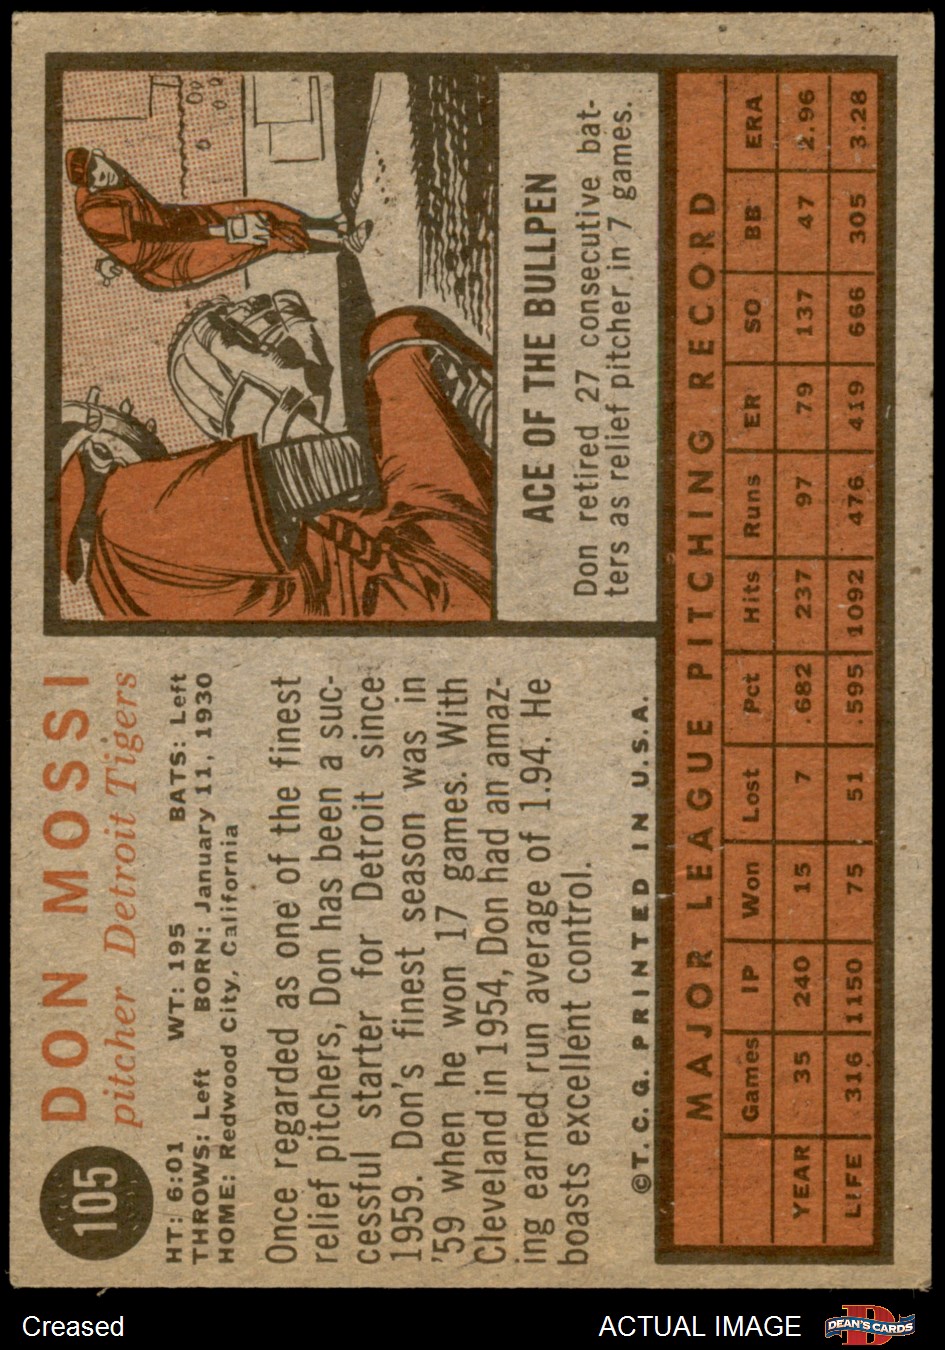 105
DON MOSSI
pitcher Detroit Tigers
HT: 6:01 WT: 195 BATS: Left
THROWS: Left BORN: January 11, 1930
HOME: Redwood City, California
Once regarded as one of the finest
relief pitchers, Don has been a suc-
cessful starter for Detroit since
1959. Don's finest season was in
'59 when he won 17 games. With
Cleveland in 1954, Don had an amaz-
ing earned run average of 1.94. He
boasts excellent control.
©T. C. G. PRINTED IN U.S.A.
ACE OF THE BULLPEN
Don retired 27 consecutive bat-
ters as relief pitcher in 7 games.
MAJOR LEAGUE PITCHING RECORD
Games IP Won Lost Pct Hits Runs ER SO BB ERA
YEAR 35 240 15 7 .682 237 97 79 137 47 2.96
LIFE 316 1150 75 51 .595 1092 476 419 666 305 3.28
Creased
ACTUAL IMAGE
DEAN'S CARDS